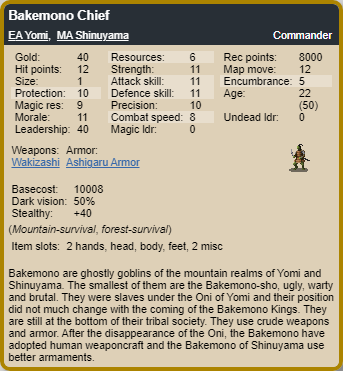 Bakemono Chief
EA Yomi, MA Shinuyama Commander
Gold: 40 Resources: 6 Rec points: 8000
Hit points: 12 Strength: 11 Map move: 12
Size: 1 Attack skill: 11 Encumbrance: 5
Protection: 10 Defence skill: 11 Age: 22
Magic res: 9 Precision: 10 (50)
Morale: 11 Combat speed: 8 Undead ldr: 0
Leadership: 40 Magic ldr: 0
Weapons: Armor:
Wakizashi Ashigaru Armor
Basecost: 10008
Dark vision: 50%
Stealthy: +40
(Mountain-survival, forest-survival)
Item slots: 2 hands, head, body, feet, 2 misc
Bakemono are ghostly goblins of the mountain realms of Yomi and
Shinuyama. The smallest of them are the Bakemono-sho, ugly, warty
and brutal. They were slaves under the Oni of Yomi and their position
did not much change with the coming of the Bakemono Kings. They
are still at the bottom of their tribal society. They use crude weapons
and armor. After the disappearance of the Oni, the Bakemono have
adopted human weaponcraft and the Bakemono of Shinuyama use
better armaments.